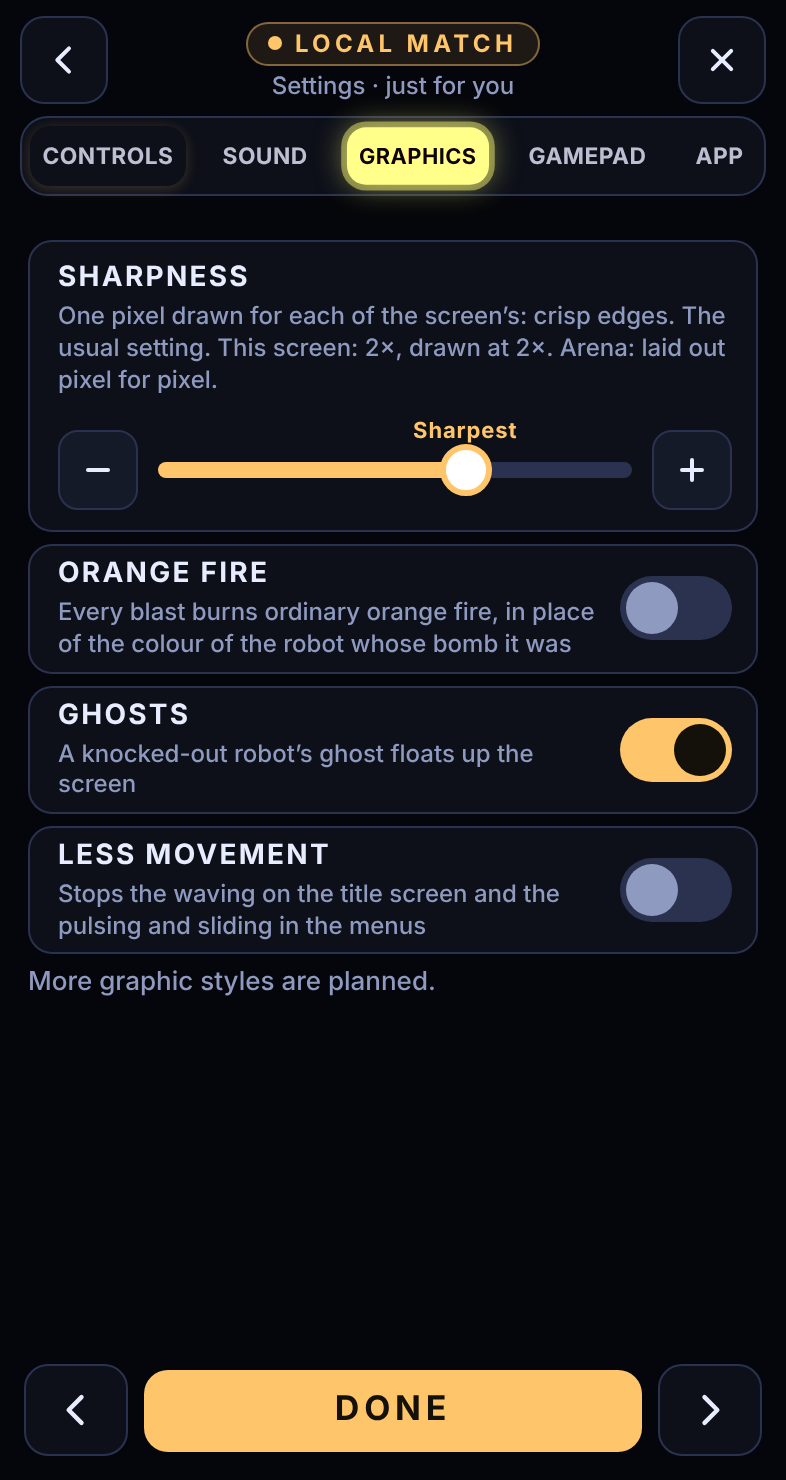 LOCAL MATCH
Settings · just for you
CONTROLS SOUND GRAPHICS GAMEPAD APP
SHARPNESS
One pixel drawn for each of the screen’s: crisp edges. The
usual setting. This screen: 2×, drawn at 2×. Arena: laid out
pixel for pixel.
Sharpest
ORANGE FIRE
Every blast burns ordinary orange fire, in place
of the colour of the robot whose bomb it was
GHOSTS
A knocked-out robot’s ghost floats up the
screen
LESS MOVEMENT
Stops the waving on the title screen and the
pulsing and sliding in the menus
More graphic styles are planned.
DONE